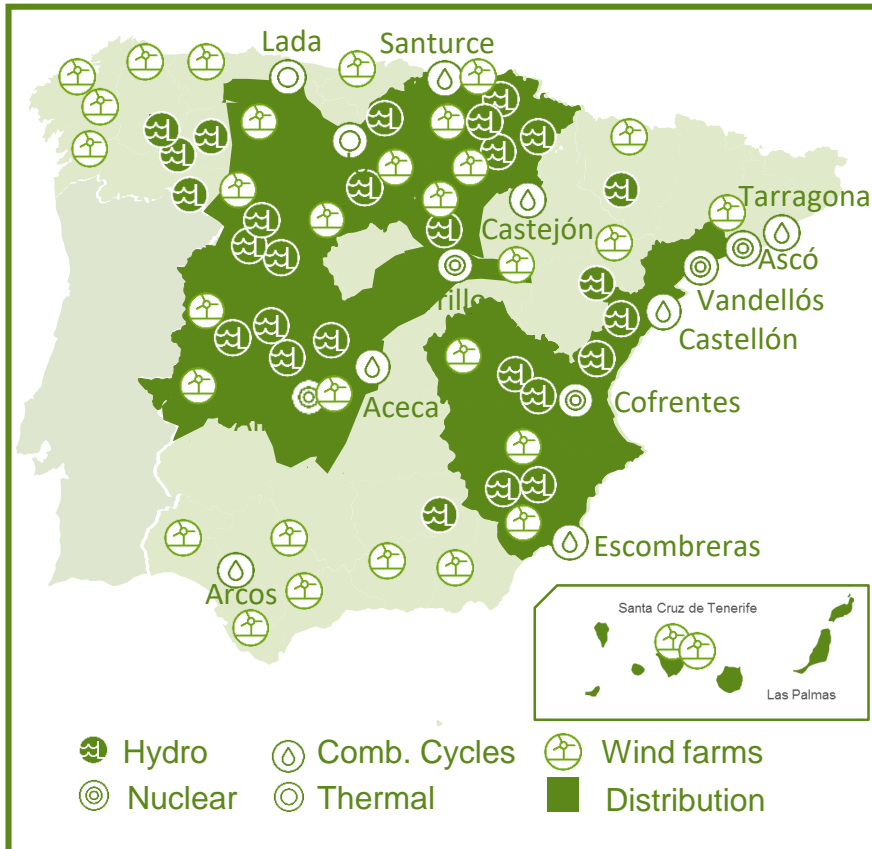 Lada
Santurce
Tarragona
Castejón
Ascó
Vandellós
Castellón
Aceca
Cofrentes
Escombreras
Arcos
Santa Cruz de Tenerife
Las Palmas
Hydro
Comb. Cycles
Wind farms
Nuclear
Thermal
Distribution